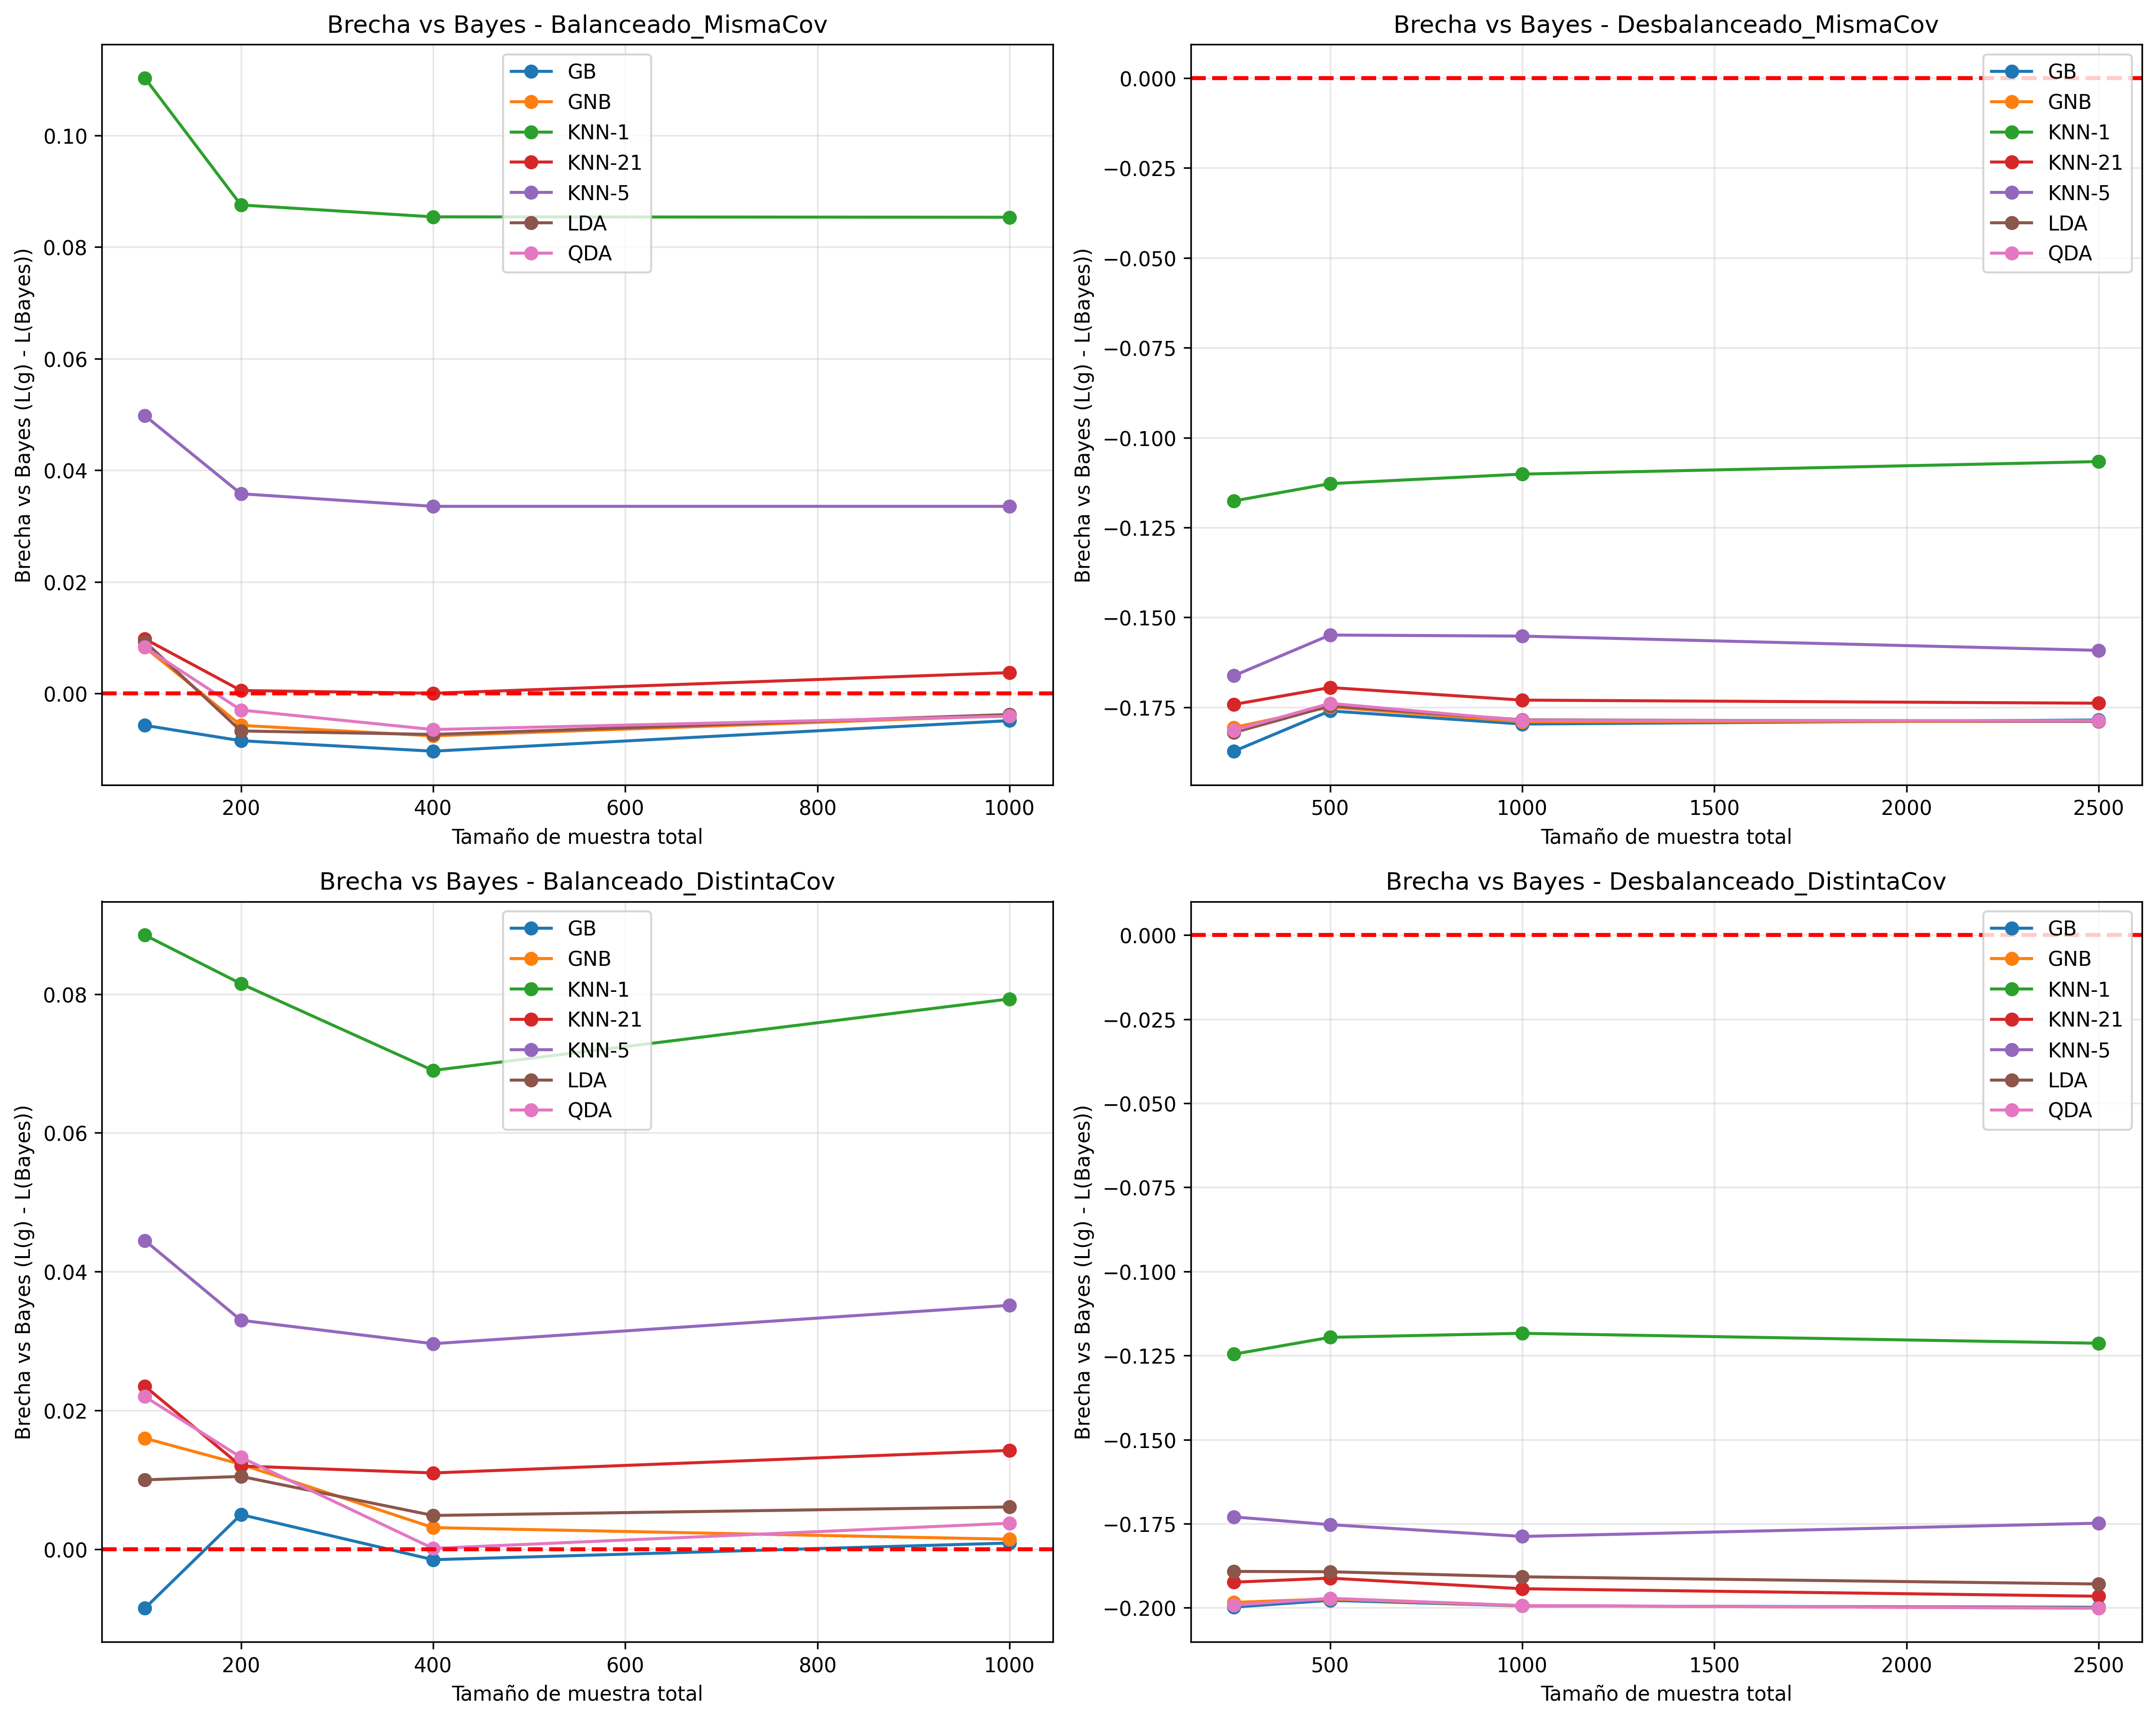 Brecha vs Bayes - Balanceado_MismaCov
Brecha vs Bayes (L(g) - L(Bayes))
0.10
0.08
0.06
0.04
0.02
0.00
GB
GNB
KNN-1
KNN-21
KNN-5
LDA
QDA
200
400
600
800
1000
Tamaño de muestra total
Brecha vs Bayes - Desbalanceado_MismaCov
Brecha vs Bayes (L(g) - L(Bayes))
0.000
−0.025
−0.050
−0.075
−0.100
−0.125
−0.150
−0.175
GB
GNB
KNN-1
KNN-21
KNN-5
LDA
QDA
500
1000
1500
2000
2500
Tamaño de muestra total
Brecha vs Bayes - Balanceado_DistintaCov
Brecha vs Bayes (L(g) - L(Bayes))
0.08
0.06
0.04
0.02
0.00
GB
GNB
KNN-1
KNN-21
KNN-5
LDA
QDA
200
400
600
800
1000
Tamaño de muestra total
Brecha vs Bayes - Desbalanceado_DistintaCov
Brecha vs Bayes (L(g) - L(Bayes))
0.000
−0.025
−0.050
−0.075
−0.100
−0.125
−0.150
−0.175
−0.200
GB
GNB
KNN-1
KNN-21
KNN-5
LDA
QDA
500
1000
1500
2000
2500
Tamaño de muestra total